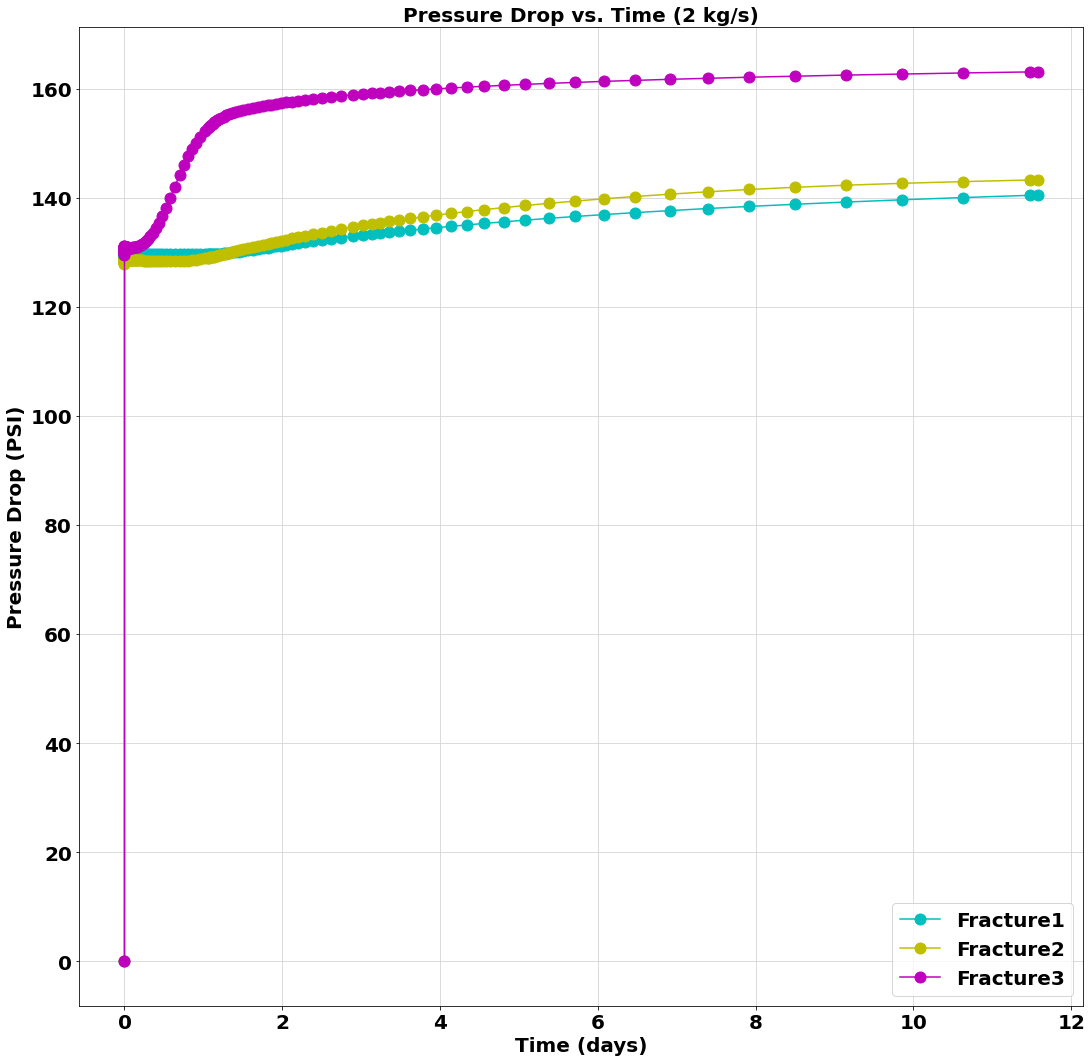 Pressure Drop vs. Time (2 kg/s)
160
140
120
100
80
60
40
20
0
Pressure Drop (PSI)
Fracture1
Fracture2
Fracture3
0 2 4 6 8 10 12
Time (days)